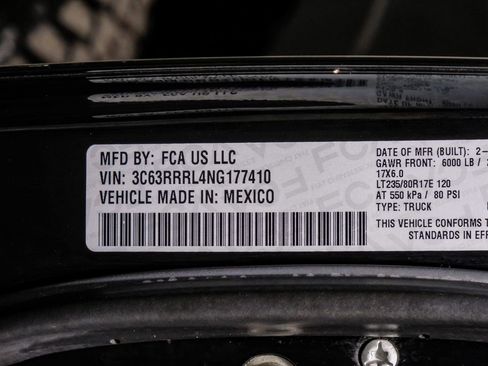 MFD BY: FCA US LLC
VIN: 3C63RRRL4NG177410
VEHICLE MADE IN: MEXICO
DATE OF MFR (BUILT): 2-
GAWR FRONT: 6000 LB /
17X6.0
LT235/80R17E 120
AT 550 kPa / 80 PSI
TYPE: TRUCK
THIS VEHICLE CONFORMS T
STANDARDS IN EFF